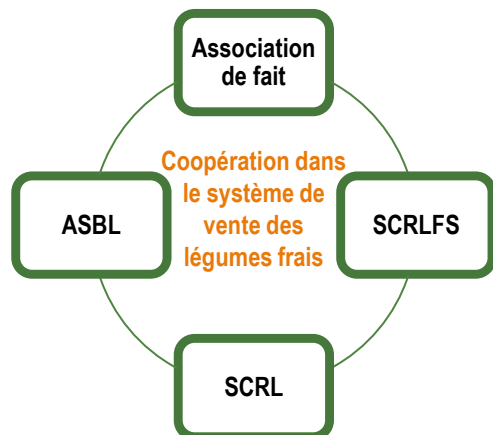 Association
de fait
Coopération dans
le système de
vente des
légumes frais
ASBL
SCRLFS
SCRL